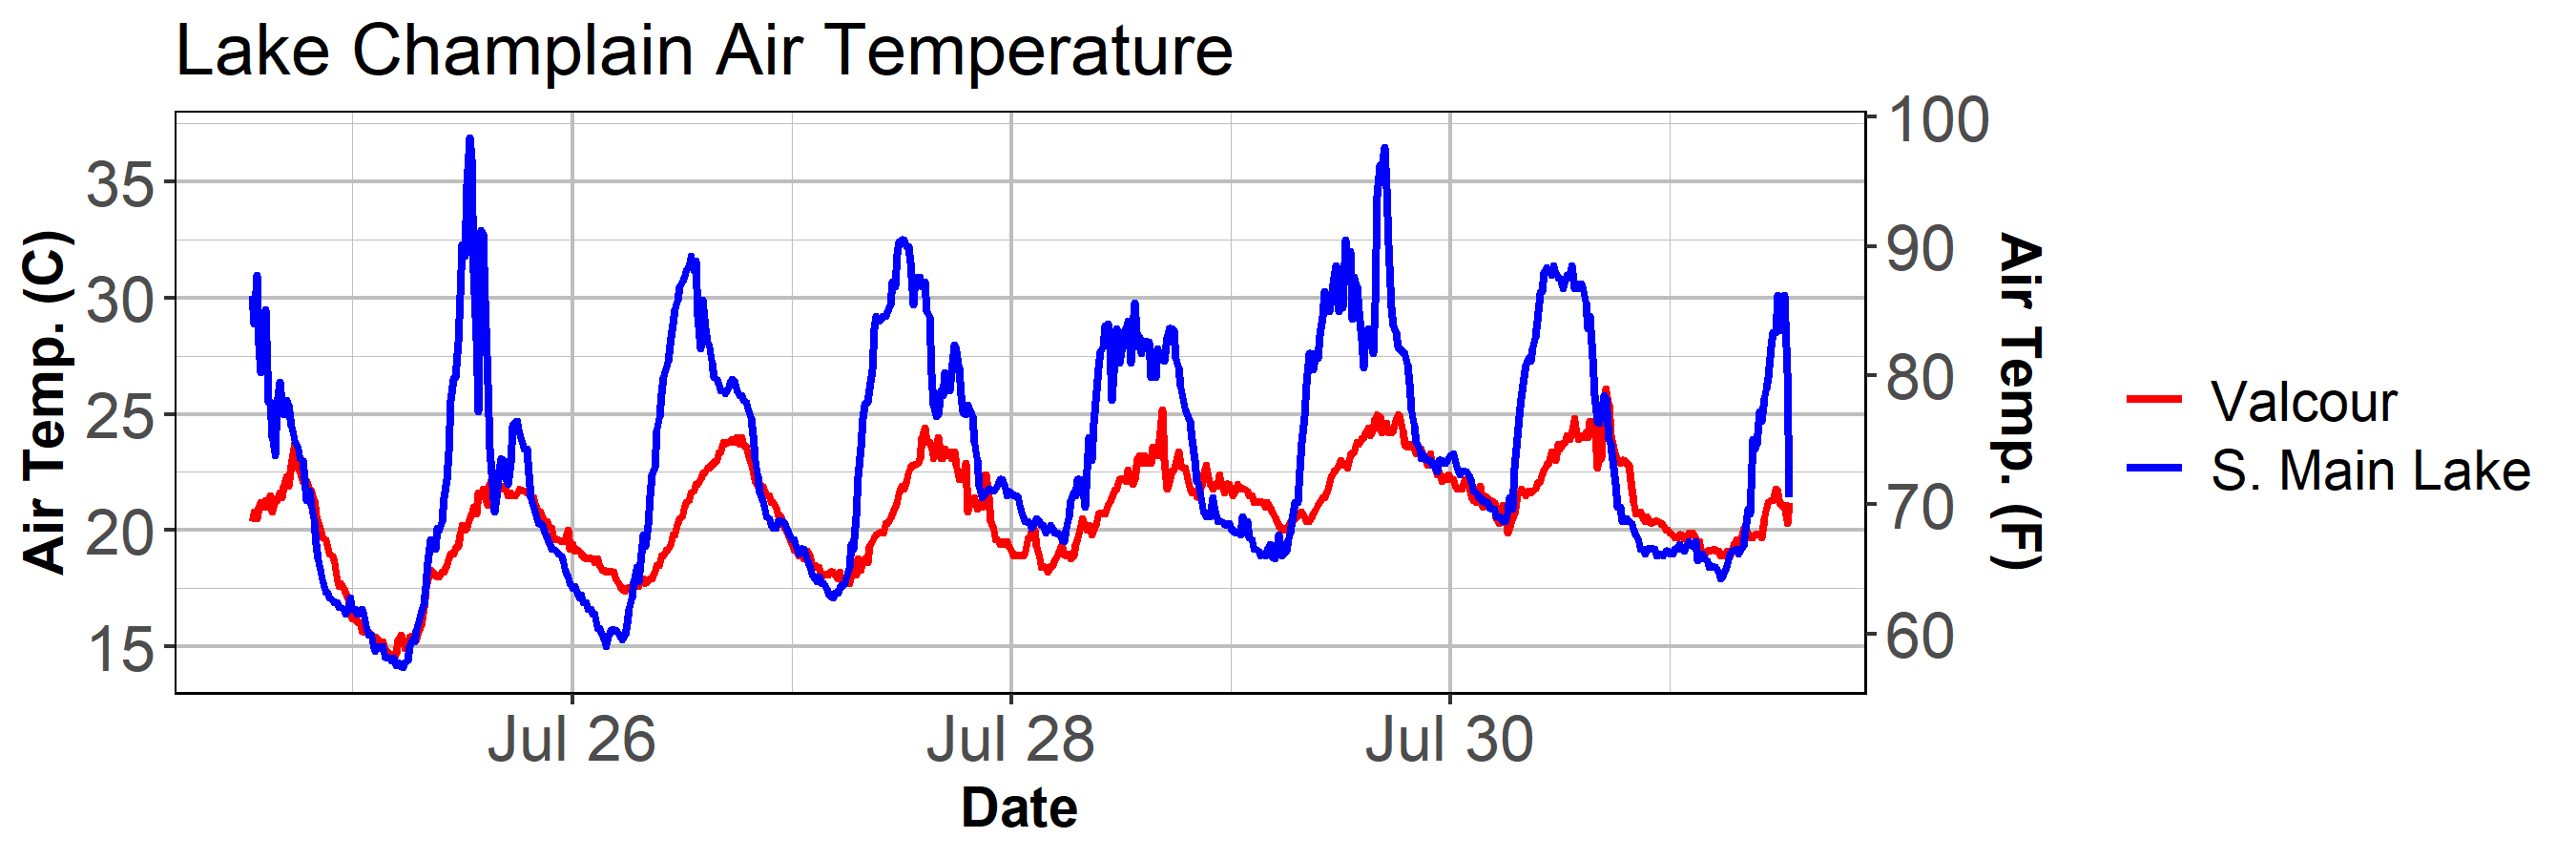 Lake Champlain Air Temperature
Air Temp. (C)
35
30
25
20
15
100
90
80
70
60
Air Temp. (F)
Jul 26
Jul 28
Jul 30
Date
Valcour
S. Main Lake